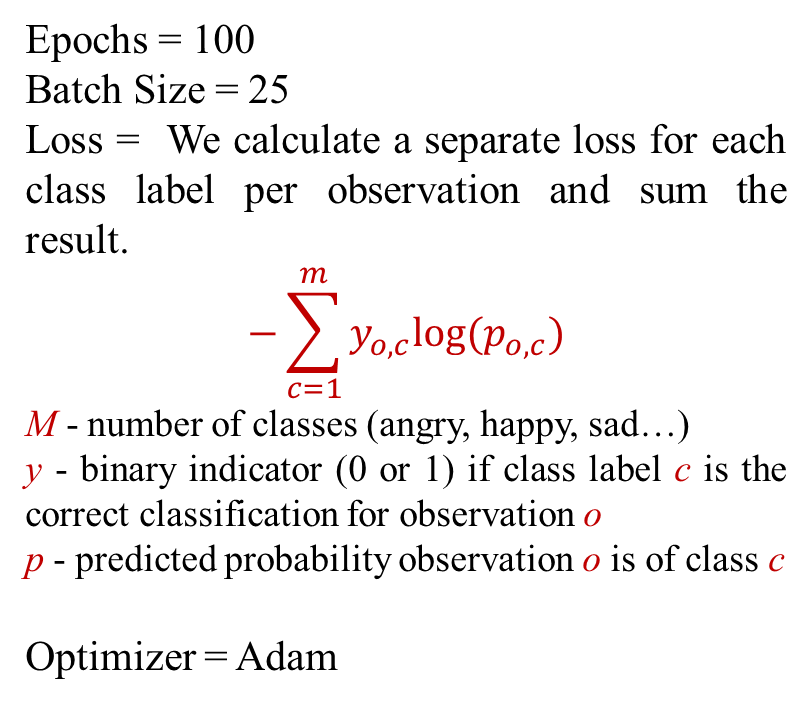 Epochs = 100
Batch Size = 25
Loss = We calculate a separate loss for each
class label per observation and sum the
result.
m
− ∑ y_{o,c} log(p_{o,c})
c=1
M - number of classes (angry, happy, sad…)
y - binary indicator (0 or 1) if class label c is the
correct classification for observation o
p - predicted probability observation o is of class c
Optimizer = Adam